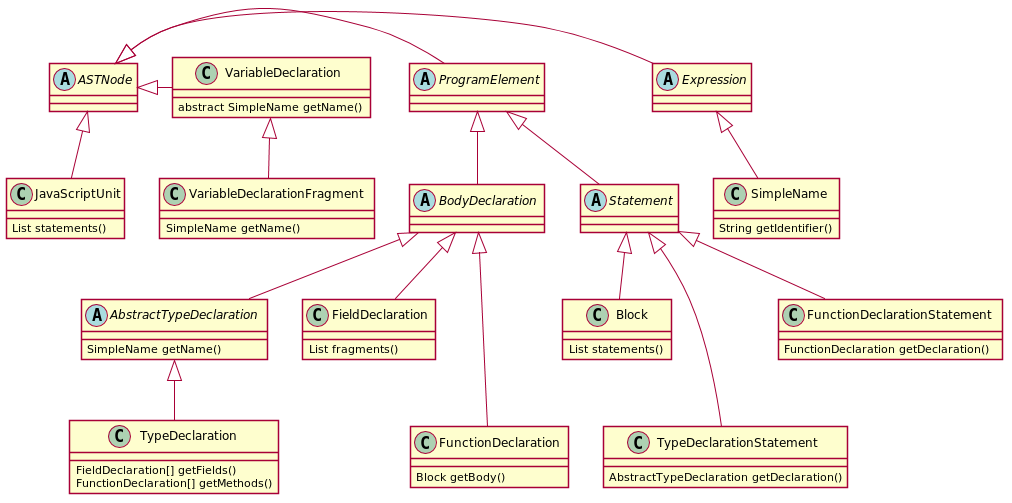 A ASTNode
C VariableDeclaration
abstract SimpleName getName()
A ProgramElement
A Expression
C JavaScriptUnit
List statements()
C VariableDeclarationFragment
SimpleName getName()
A BodyDeclaration
A Statement
C SimpleName
String getIdentifier()
A AbstractTypeDeclaration
SimpleName getName()
C FieldDeclaration
List fragments()
C Block
List statements()
C FunctionDeclarationStatement
FunctionDeclaration getDeclaration()
C TypeDeclaration
FieldDeclaration[] getFields()
FunctionDeclaration[] getMethods()
C FunctionDeclaration
Block getBody()
C TypeDeclarationStatement
AbstractTypeDeclaration getDeclaration()